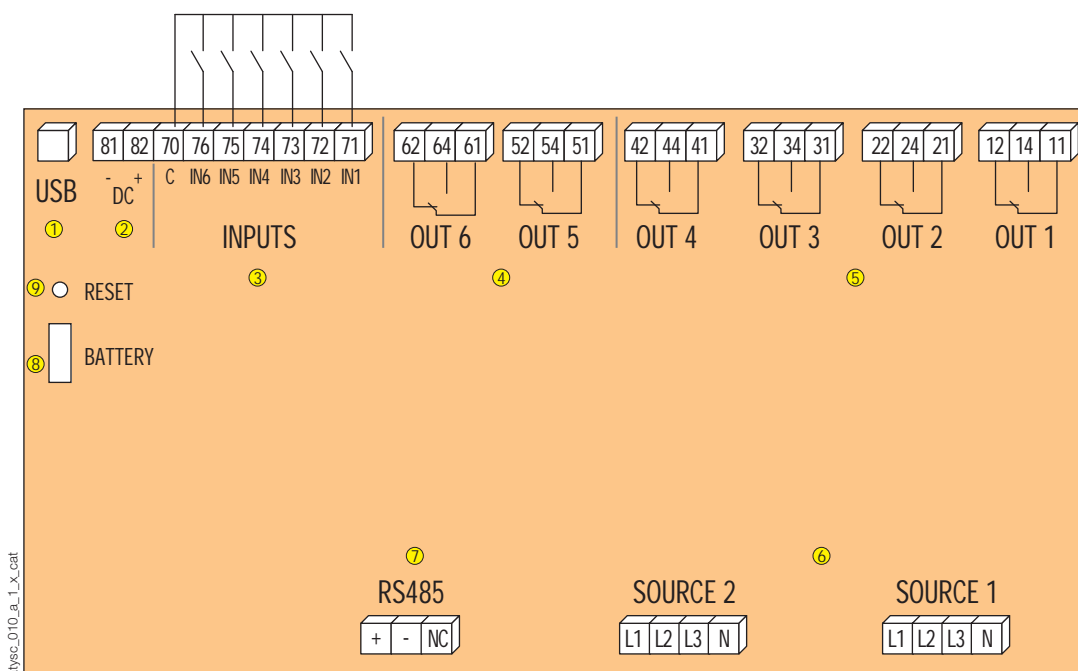 81 82 70 76 75 74 73 72 71 62 64 61 52 54 51 42 44 41 32 34 31 22 24 21 12 14 11
- + C IN6 IN5 IN4 IN3 IN2 IN1
USB DC
① ② INPUTS OUT 6 OUT 5 OUT 4 OUT 3 OUT 2 OUT 1
③ ④ ⑤
⑨ RESET
⑧ BATTERY
⑦ ⑥
RS485 SOURCE 2 SOURCE 1
+ - NC L1 L2 L3 N L1 L2 L3 N
tysc_010_a_1_x_cat